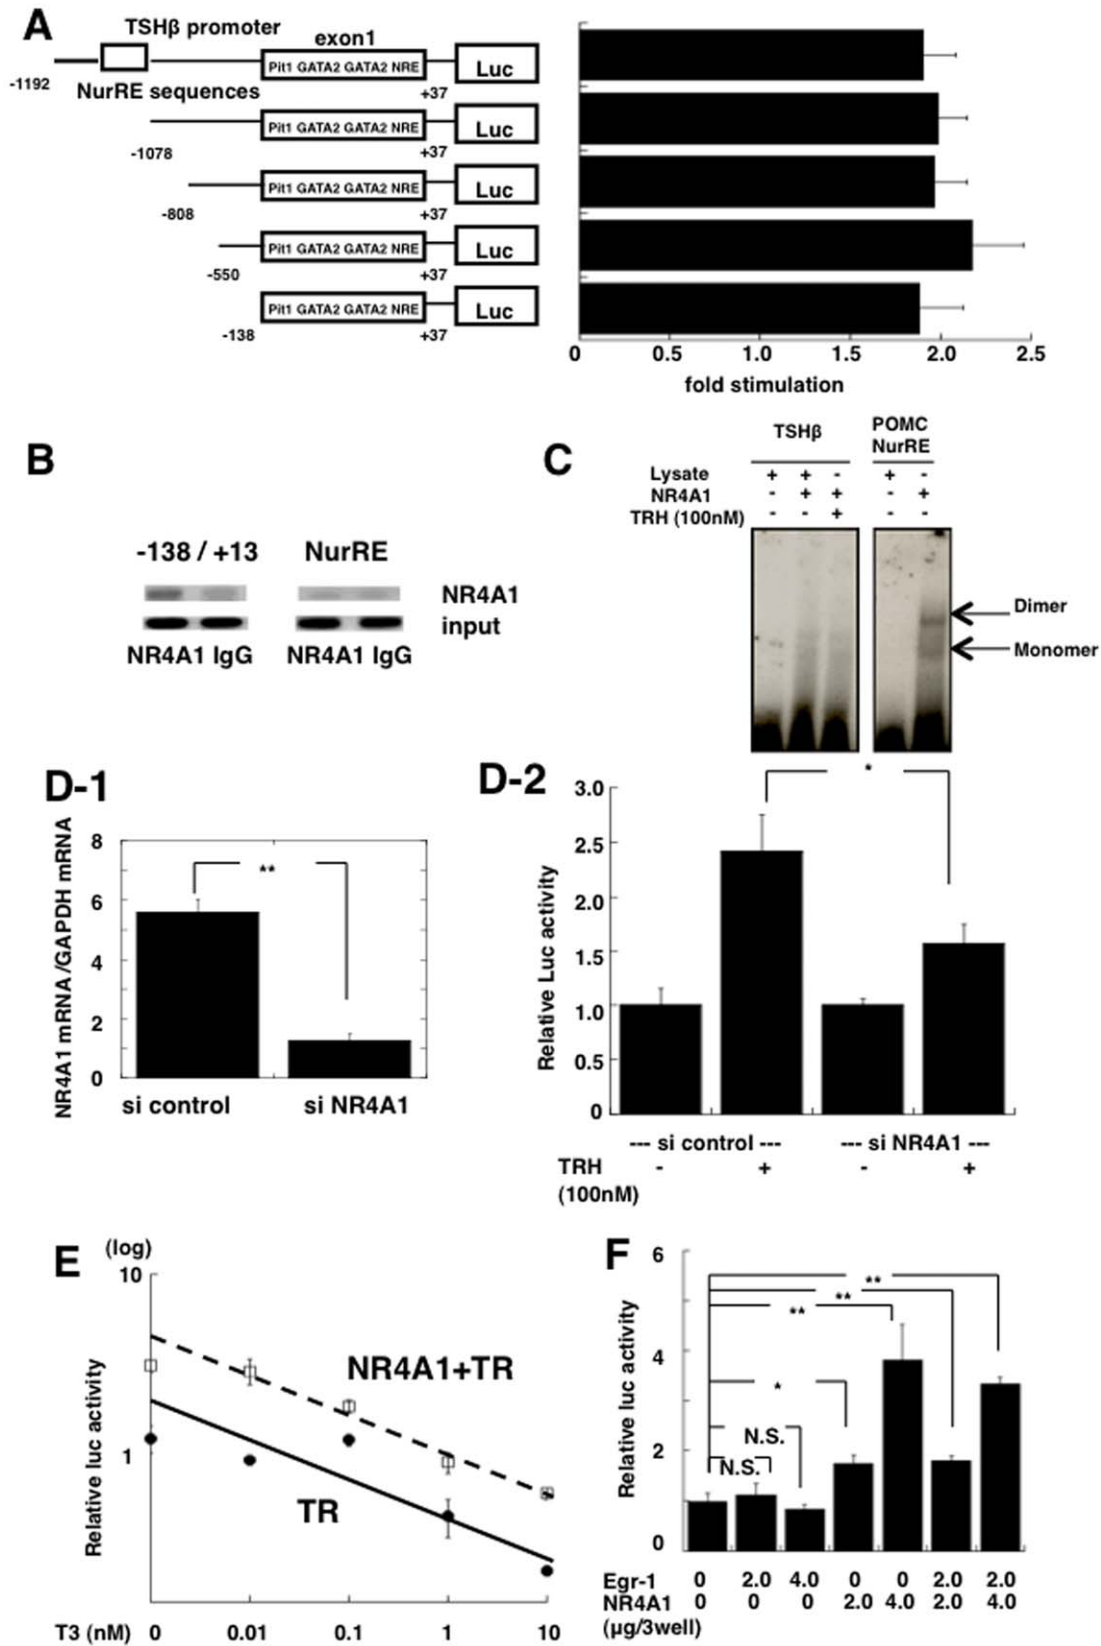 A
TSHβ promoter
exon1
Pit1 GATA2 GATA2 NRE
Luc
-1192
NurRE sequences
+37
Pit1 GATA2 GATA2 NRE
Luc
-1078
+37
Pit1 GATA2 GATA2 NRE
Luc
-808
+37
Pit1 GATA2 GATA2 NRE
Luc
-550
+37
Pit1 GATA2 GATA2 NRE
Luc
-138
+37
0 0.5 1.0 1.5 2.0 2.5
fold stimulation
B
-138 / +13 NurRE
NR4A1
input
NR4A1 IgG NR4A1 IgG
C
TSHβ
POMC
NurRE
Lysate + + - + -
NR4A1 - + + - +
TRH (100nM) - - + - -
Dimer
Monomer
D-1
NR4A1 mRNA/GAPDH mRNA
8
6
4
2
0
**
si control si NR4A1
D-2
Relative Luc activity
3.0
2.5
2.0
1.5
1.0
0.5
0
*
--- si control --- --- si NR4A1 ---
TRH - + - +
(100nM)
E
(log)
10
1
Relative luc activity
NR4A1+TR
TR
T3 (nM) 0 0.01 0.1 1 10
F
Relative luc activity
6
4
2
0
**
**
**
*
N.S.
N.S.
Egr-1 0 2.0 4.0 0 0 2.0 2.0
NR4A1 0 0 0 2.0 4.0 2.0 4.0
(μg/3well)